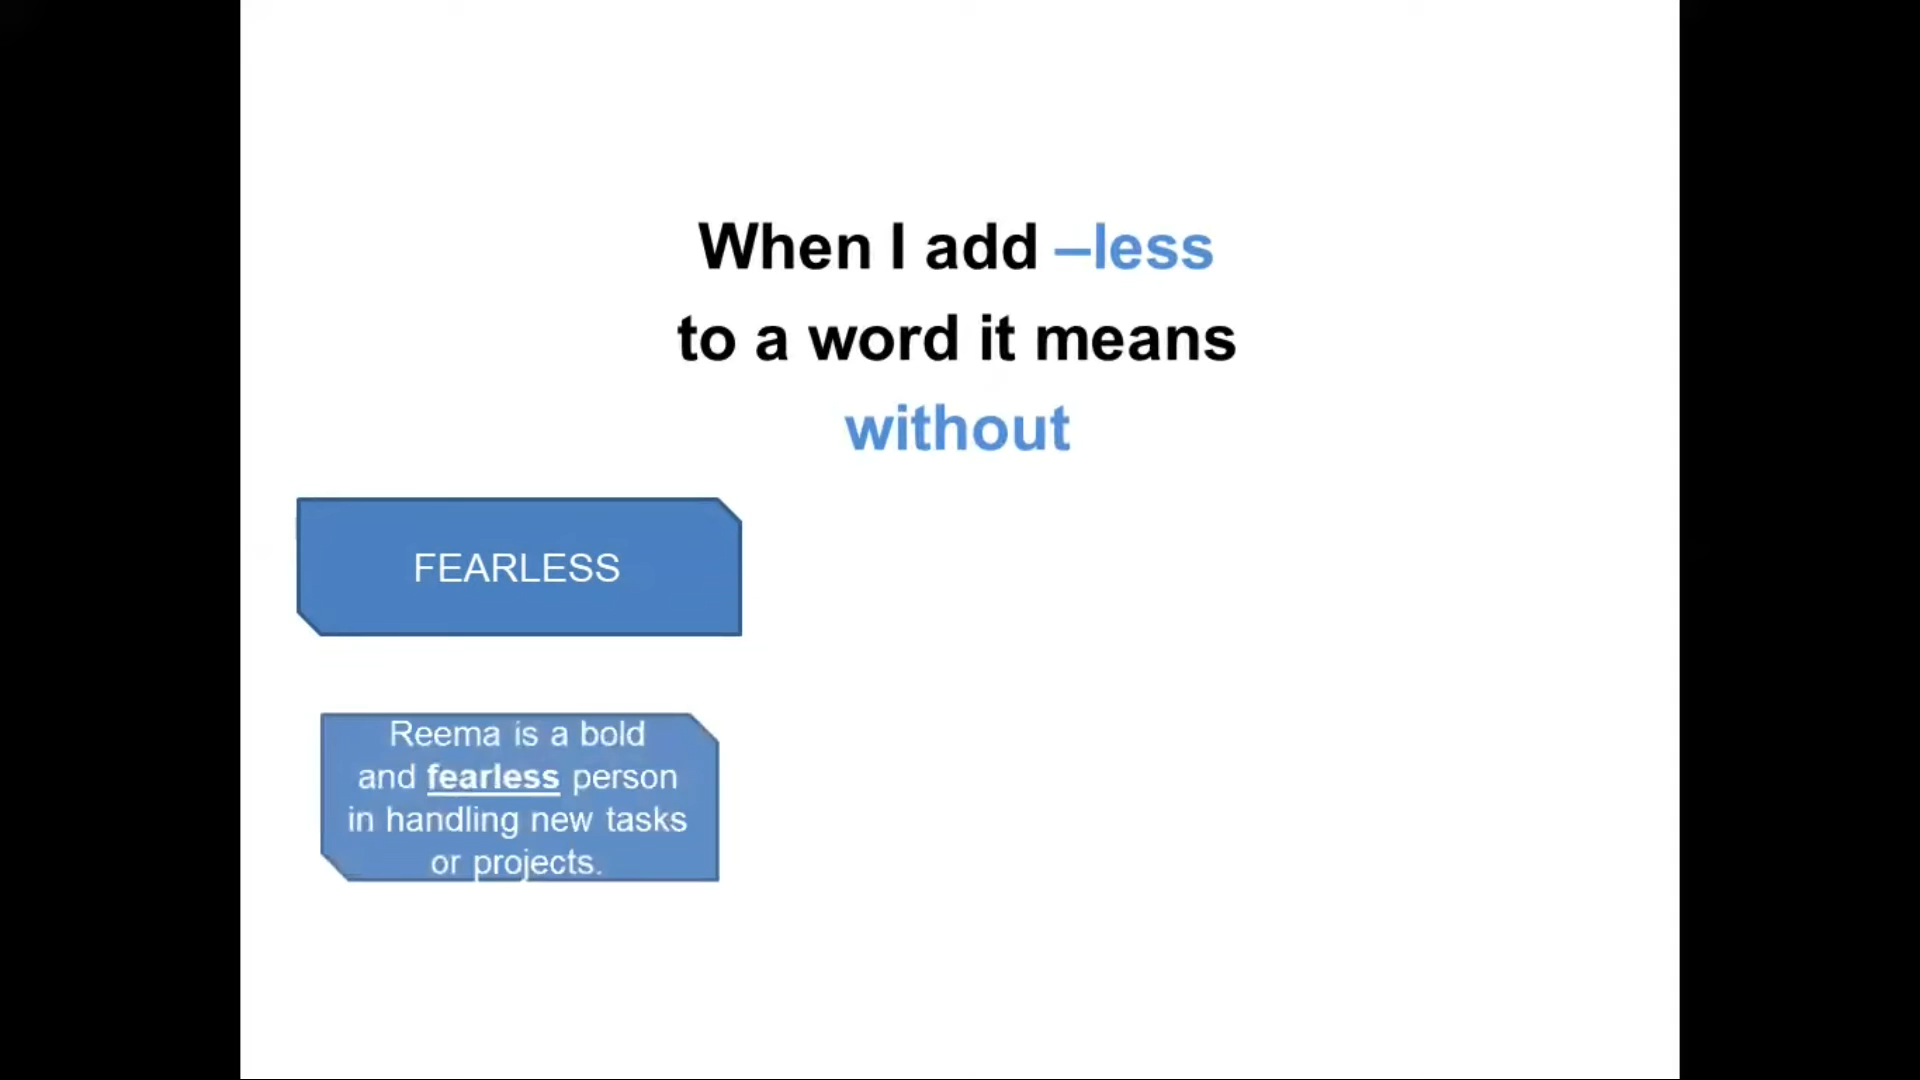 When I add –less
to a word it means
without
FEARLESS
Reema is a bold
and fearless person
in handling new tasks
or projects.